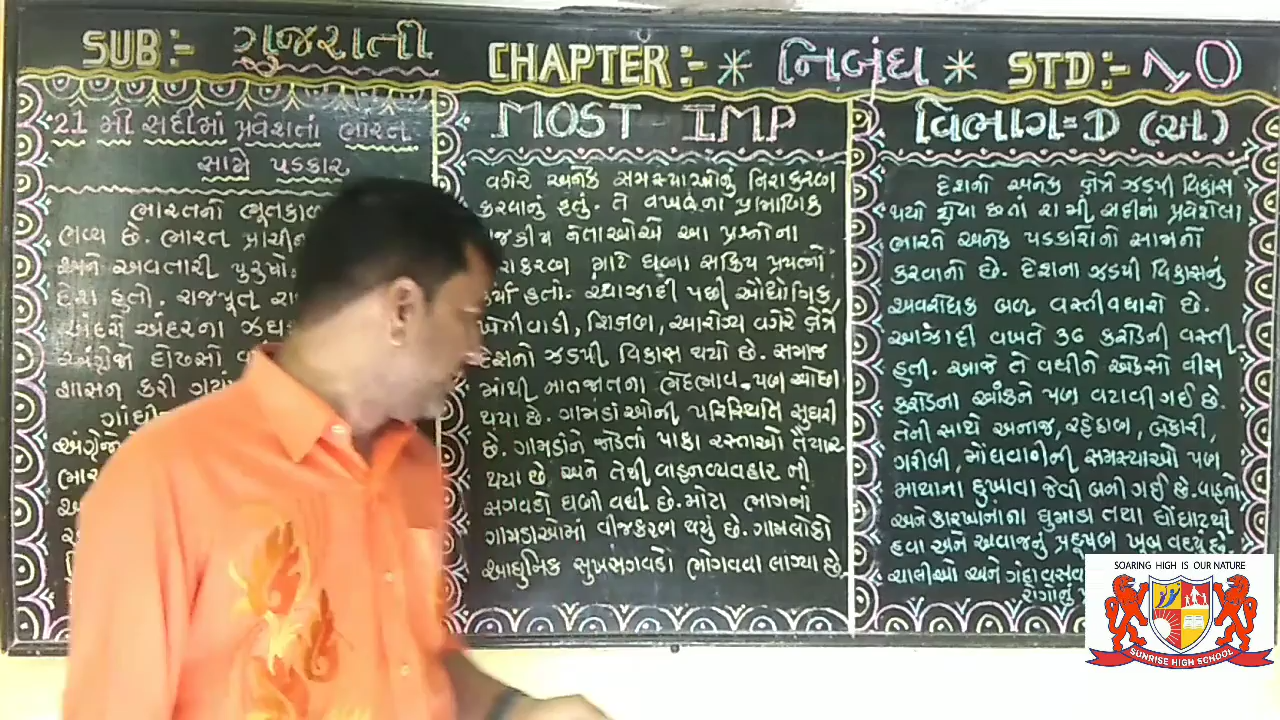 SUB:- ગુજરાતી
CHAPTER:- * નિબંધ *
STD:- 10
21 મી સદીમાં પ્રવેશતાં ભારત
સામે પડકાર
ભારતનો ભૂતકાળ
ભવ્ય છે. ભારત પ્રાચીન
અને અવતારી પુરુષો
દેશ હતો. રાજપૂત
અંદરો અંદરના
અંગ્રેજો દોઢસો
શાસન કરી ગયાં
MOST - IMP
વગેરે અનેક સમસ્યાઓનું નિરાકરણ
કરવાનું હતું. તે વખતના પ્રામાણિક
નેતાઓએ આ પ્રશ્નોના
માટે ઘણા સક્રિય પ્રયત્નો
કર્યા હતો. આઝાદી પછી ઔદ્યોગિક,
ખેતીવાડી, શિક્ષણ, આરોગ્ય વગેરે ક્ષેત્રે
દેશનો ઝડપી વિકાસ થયો છે. સમાજ
માંથી નાતજાતના ભેદભાવ પણ ઓછા
થયા છે. ગામડાંઓની પરિસ્થિતિ સુધરી
છે. ગામડાંને જોડતાં પાકા રસ્તાઓ તૈયાર
થયા છે અને તેથી વાહનવ્યવહાર ની
સગવડો ઘણી વધી છે. મોટા ભાગનાં
ગામડાઓમાં વીજકરણ થયું છે. ગામલોકો
આધુનિક સુખસગવડો ભોગવવા લાગ્યા છે.
વિભાગ=D (અ)
દેશનો અનેક ક્ષેત્રે ઝડપી વિકાસ
થયો હોવા છતાં મી સદીમાં પ્રવેશેલા
ભારતે અનેક પડકારોનો સામનો
કરવાનો છે. દેશના ઝડપી વિકાસનું
અવરોધક બળ વસ્તીવધારો છે.
આઝાદી વખતે 36 કરોડની વસ્તી
હતી. આજે તે વધીને એકસો વીસ
કરોડના આંકને પણ વટાવી ગઈ છે.
તેની સાથે અનાજ, રહેઠાણ, બેકારી,
ગરીબી, મોંઘવારીની સમસ્યાઓ પણ
માથાના દુખાવા જેવી બની ગઈ છે. વાહનો
અને કારખાનાના ધુમાડા તથા ઘોંઘાટથી
હવા અને અવાજનું પ્રદૂષણ ખૂબ વધ્યું છે.
ચાલીઓ અને ગંદા
રોગોનું
SOARING HIGH IS OUR NATURE
SUNRISE HIGH SCHOOL